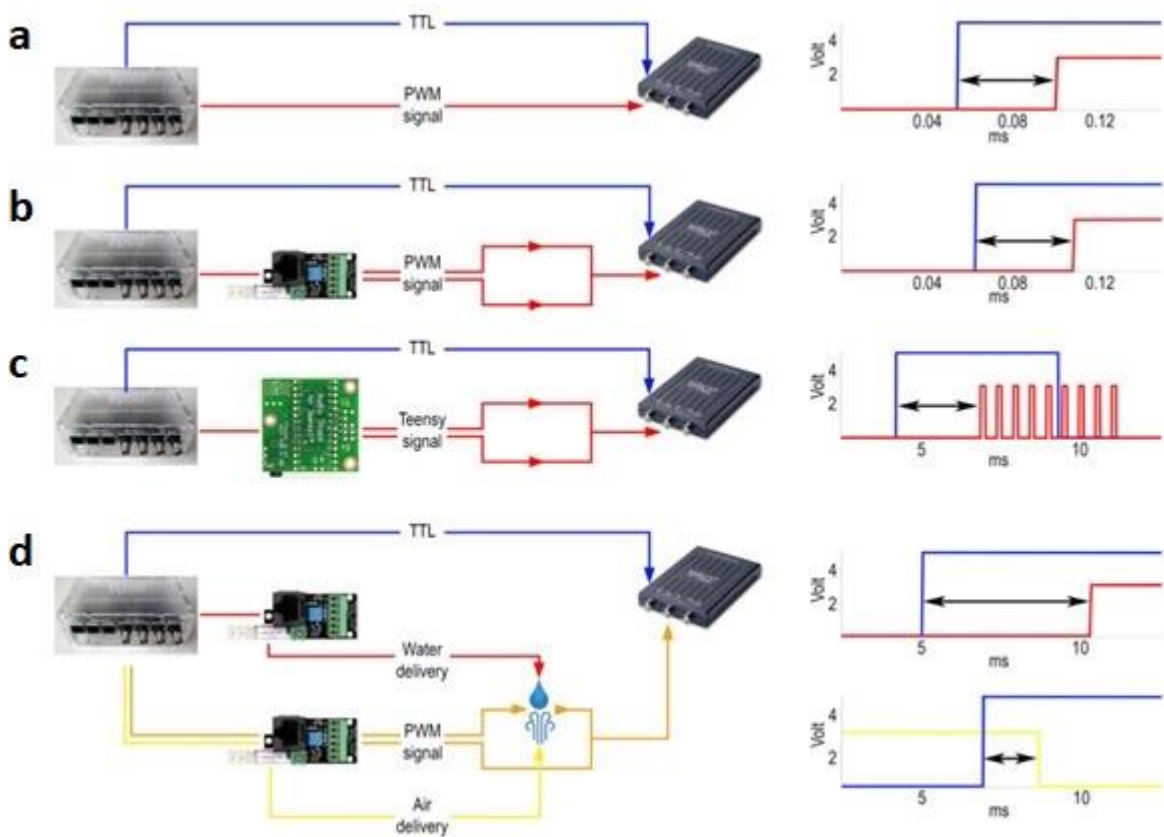 a
TTL
PWM
signal
Volt
4
2
0.04
0.08
0.12
ms
b
TTL
PWM
signal
Volt
4
2
0.04
0.08
0.12
ms
c
TTL
Teensy
signal
Volt
4
2
5
10
ms
d
TTL
Water
delivery
PWM
signal
Air
delivery
Volt
4
2
5
10
ms
Volt
4
2
5
10
ms